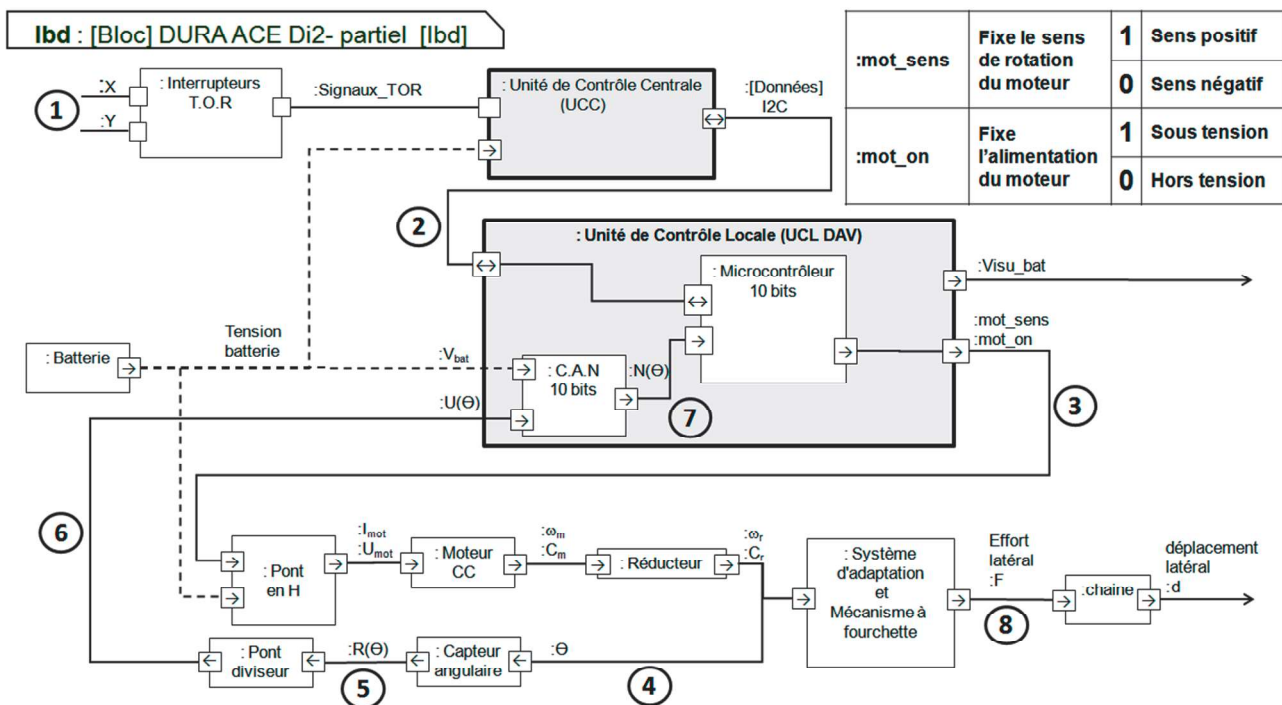 Ibd : [Bloc] DURA ACE Di2- partiel [Ibd]
:mot_sens
Fixe le sens
de rotation
du moteur
1
Sens positif
0
Sens négatif
:mot_on
Fixe
l'alimentation
du moteur
1
Sous tension
0
Hors tension
1
:X
:Y
: Interrupteurs
T.O.R
:Signaux_TOR
: Unité de Contrôle Centrale
(UCC)
:[Données]
I2C
2
: Unité de Contrôle Locale (UCL DAV)
: Microcontrôleur
10 bits
:Visu_bat
:mot_sens
:mot_on
: Batterie
Tension
batterie
:Vbat
:U(Θ)
: C.A.N
10 bits
:N(Θ)
7
3
6
: Pont
en H
:Imot
:Umot
: Moteur
CC
:ωm
:Cm
: Réducteur
:ωr
:Cr
: Système
d'adaptation
et
Mécanisme à
fourchette
Effort
latéral
:F
8
:chaine
déplacement
latéral
:d
: Pont
diviseur
:R(Θ)
5
: Capteur
angulaire
:Θ
4